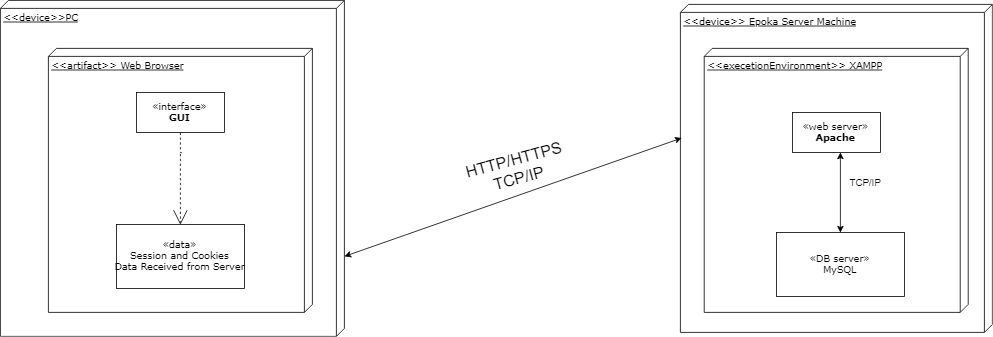 <<device>>PC
<<artifact>> Web Browser
«interface»
GUI
«data»
Session and Cookies
Data Received from Server
HTTP/HTTPS
TCP/IP
<<device>> Epoka Server Machine
<<execetionEnvironment>> XAMPP
«web server»
Apache
TCP/IP
«DB server»
MySQL